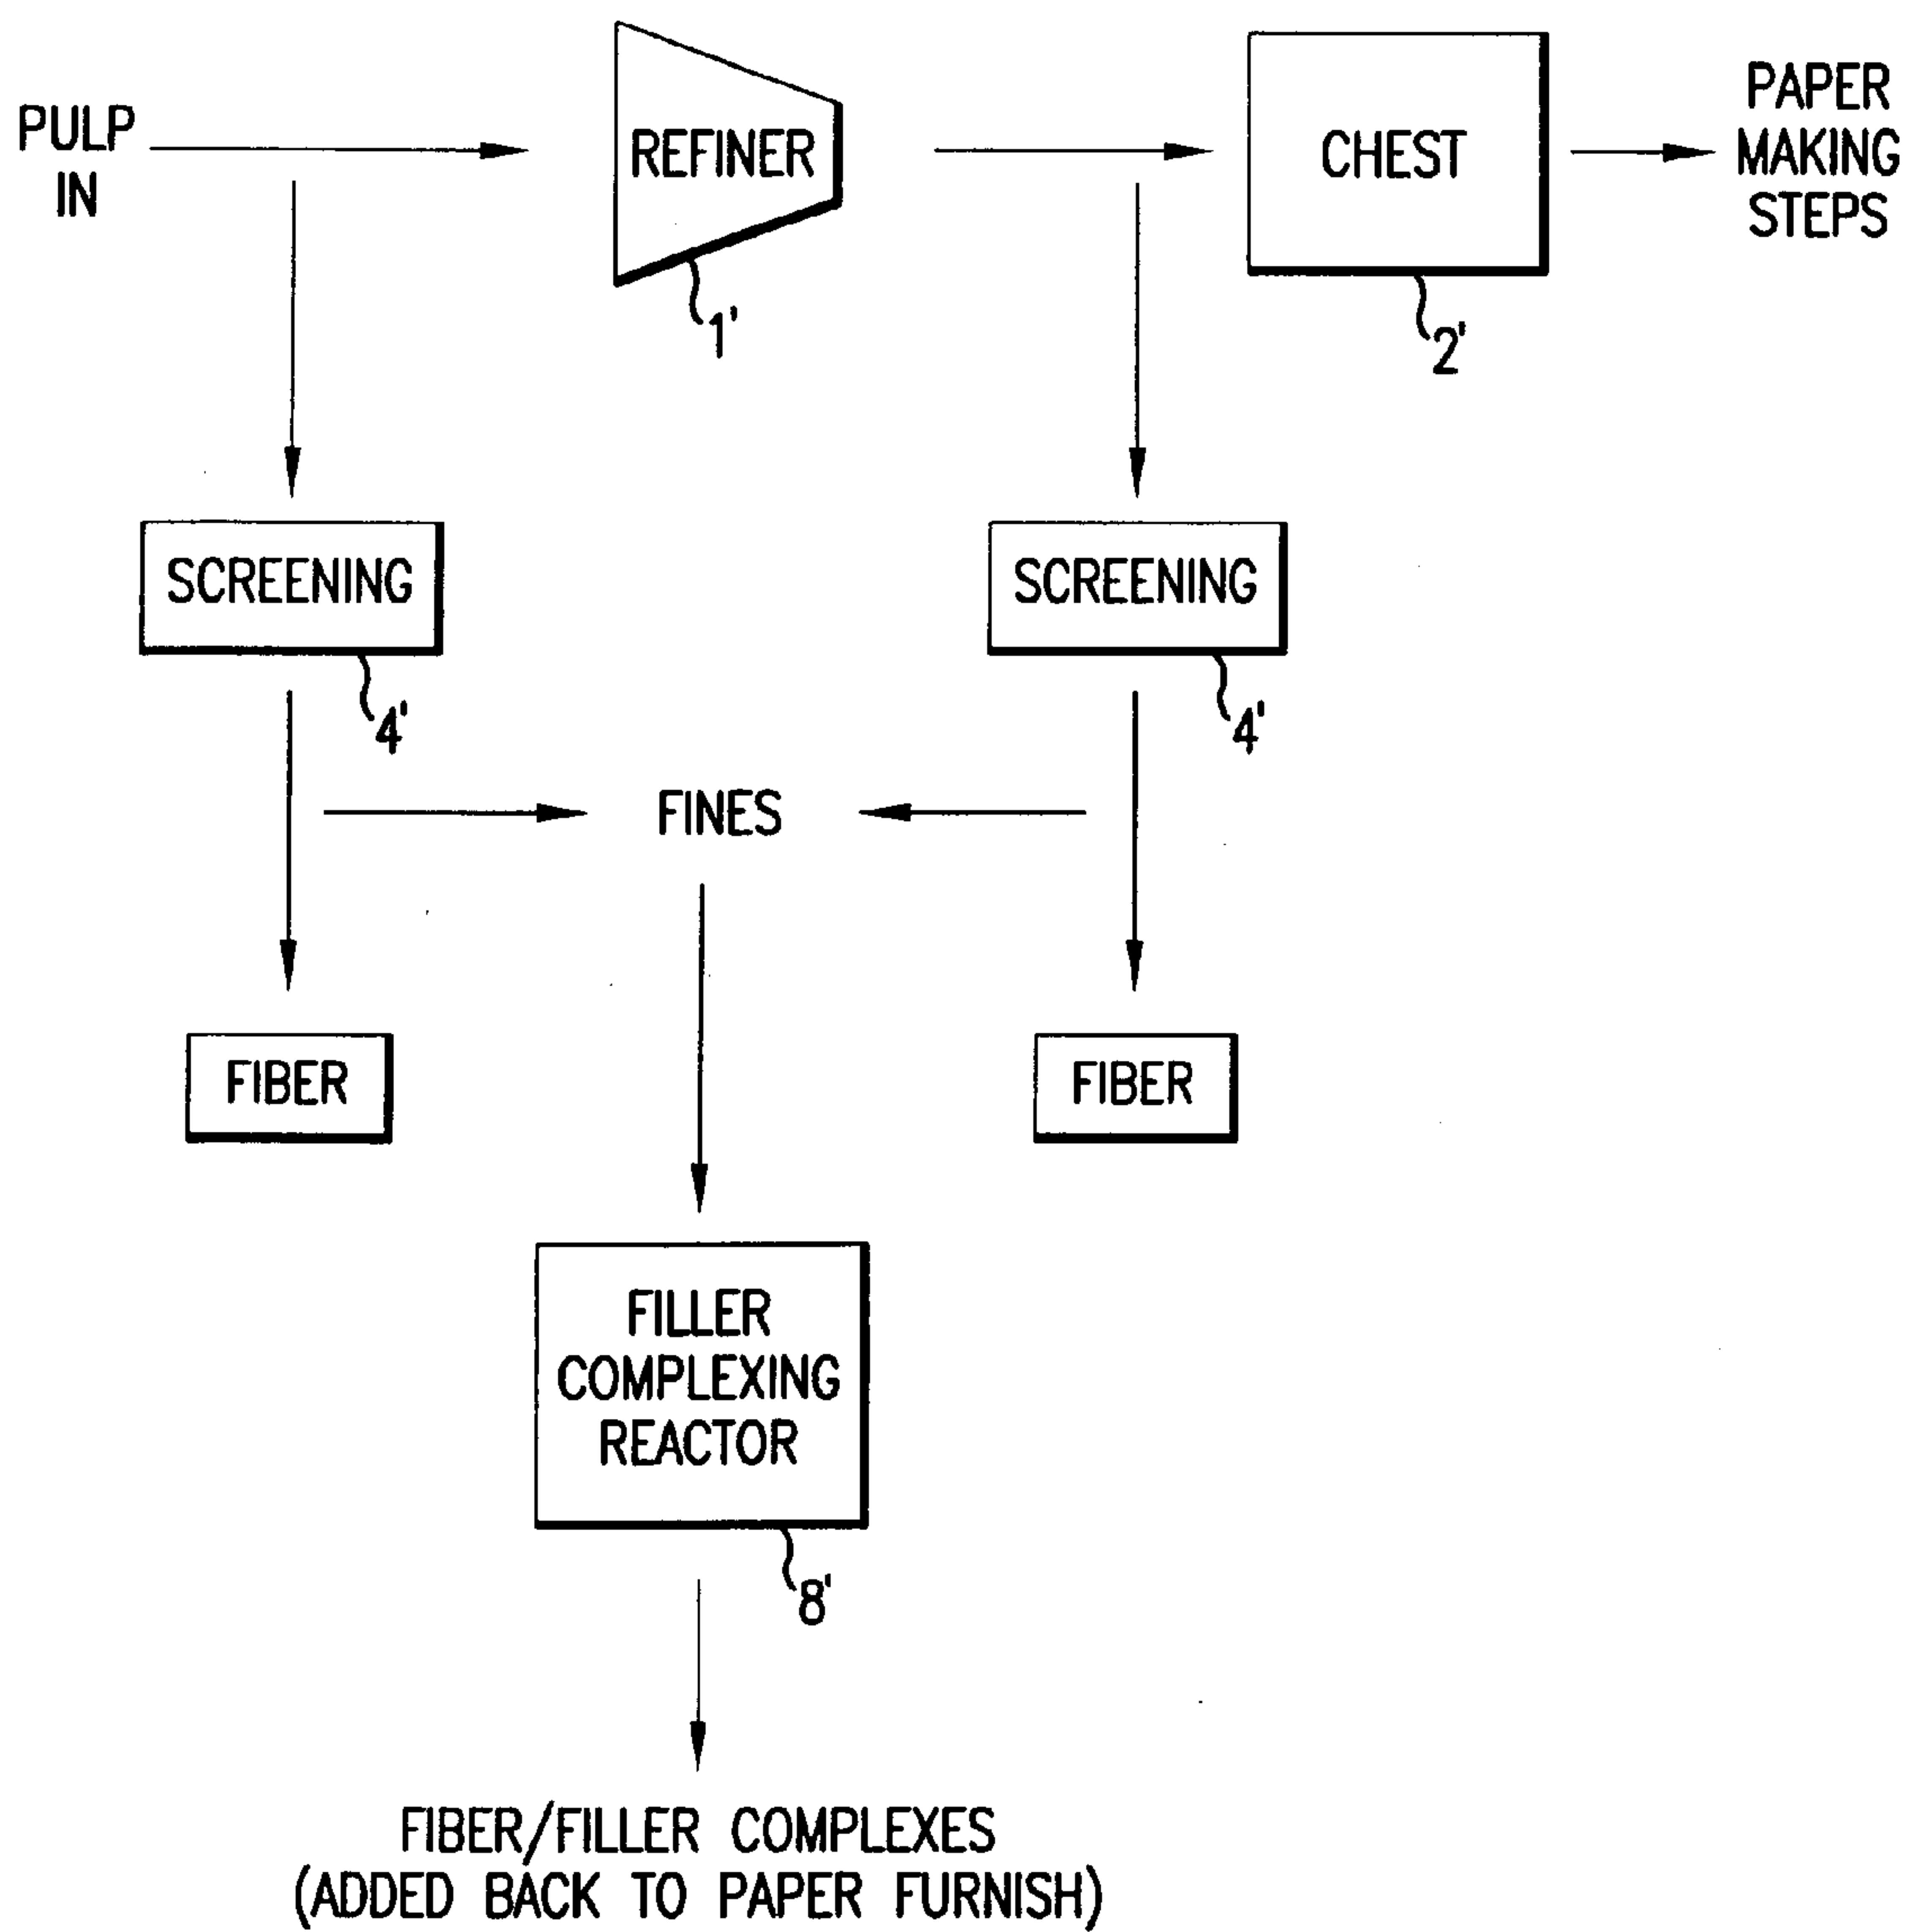 PULP
IN
REFINER
1'
CHEST
2'
PAPER
MAKING
STEPS
SCREENING
4'
SCREENING
4'
FINES
FIBER
FIBER
FILLER
COMPLEXING
REACTOR
8'
FIBER/FILLER COMPLEXES
(ADDED BACK TO PAPER FURNISH)